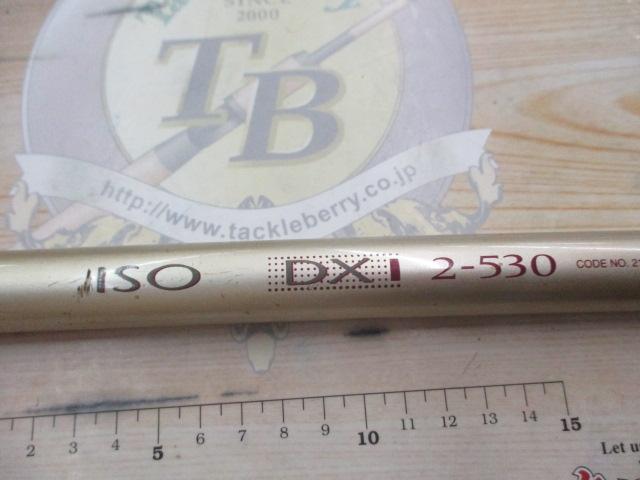 SINCE
2000
TB
http://www.tackleberry.co.jp
ISO DX 2-530 CODE NO. 2
2 3 4 5 6 7 8 9 10 11 12 13 14 15
Let u